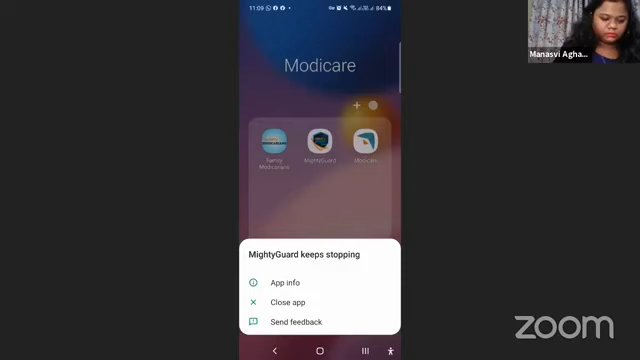 11:09
84%
Manasvi Agha...
Modicare
Family
Modicare
MightyGuard
Modicare
MightyGuard keeps stopping
App info
Close app
Send feedback
zoom